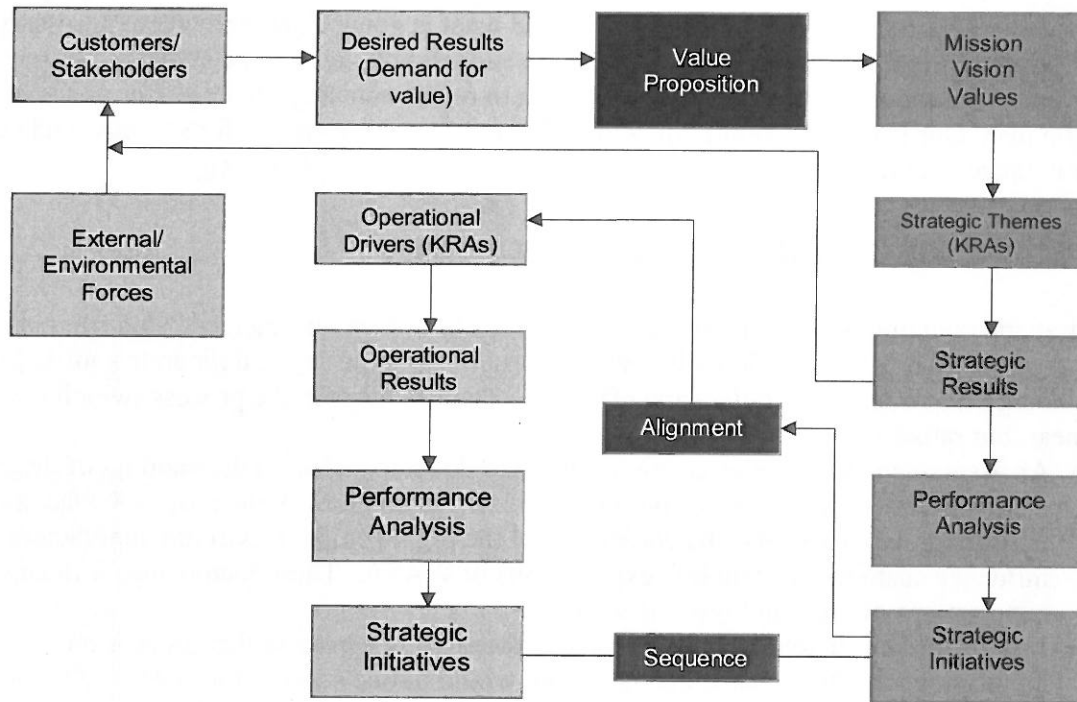 Customers/
Stakeholders
Desired Results
(Demand for
value)
Value
Proposition
Mission
Vision
Values
External/
Environmental
Forces
Operational
Drivers (KRAs)
Strategic Themes
(KRAs)
Operational
Results
Strategic
Results
Alignment
Performance
Analysis
Performance
Analysis
Strategic
Initiatives
Sequence
Strategic
Initiatives